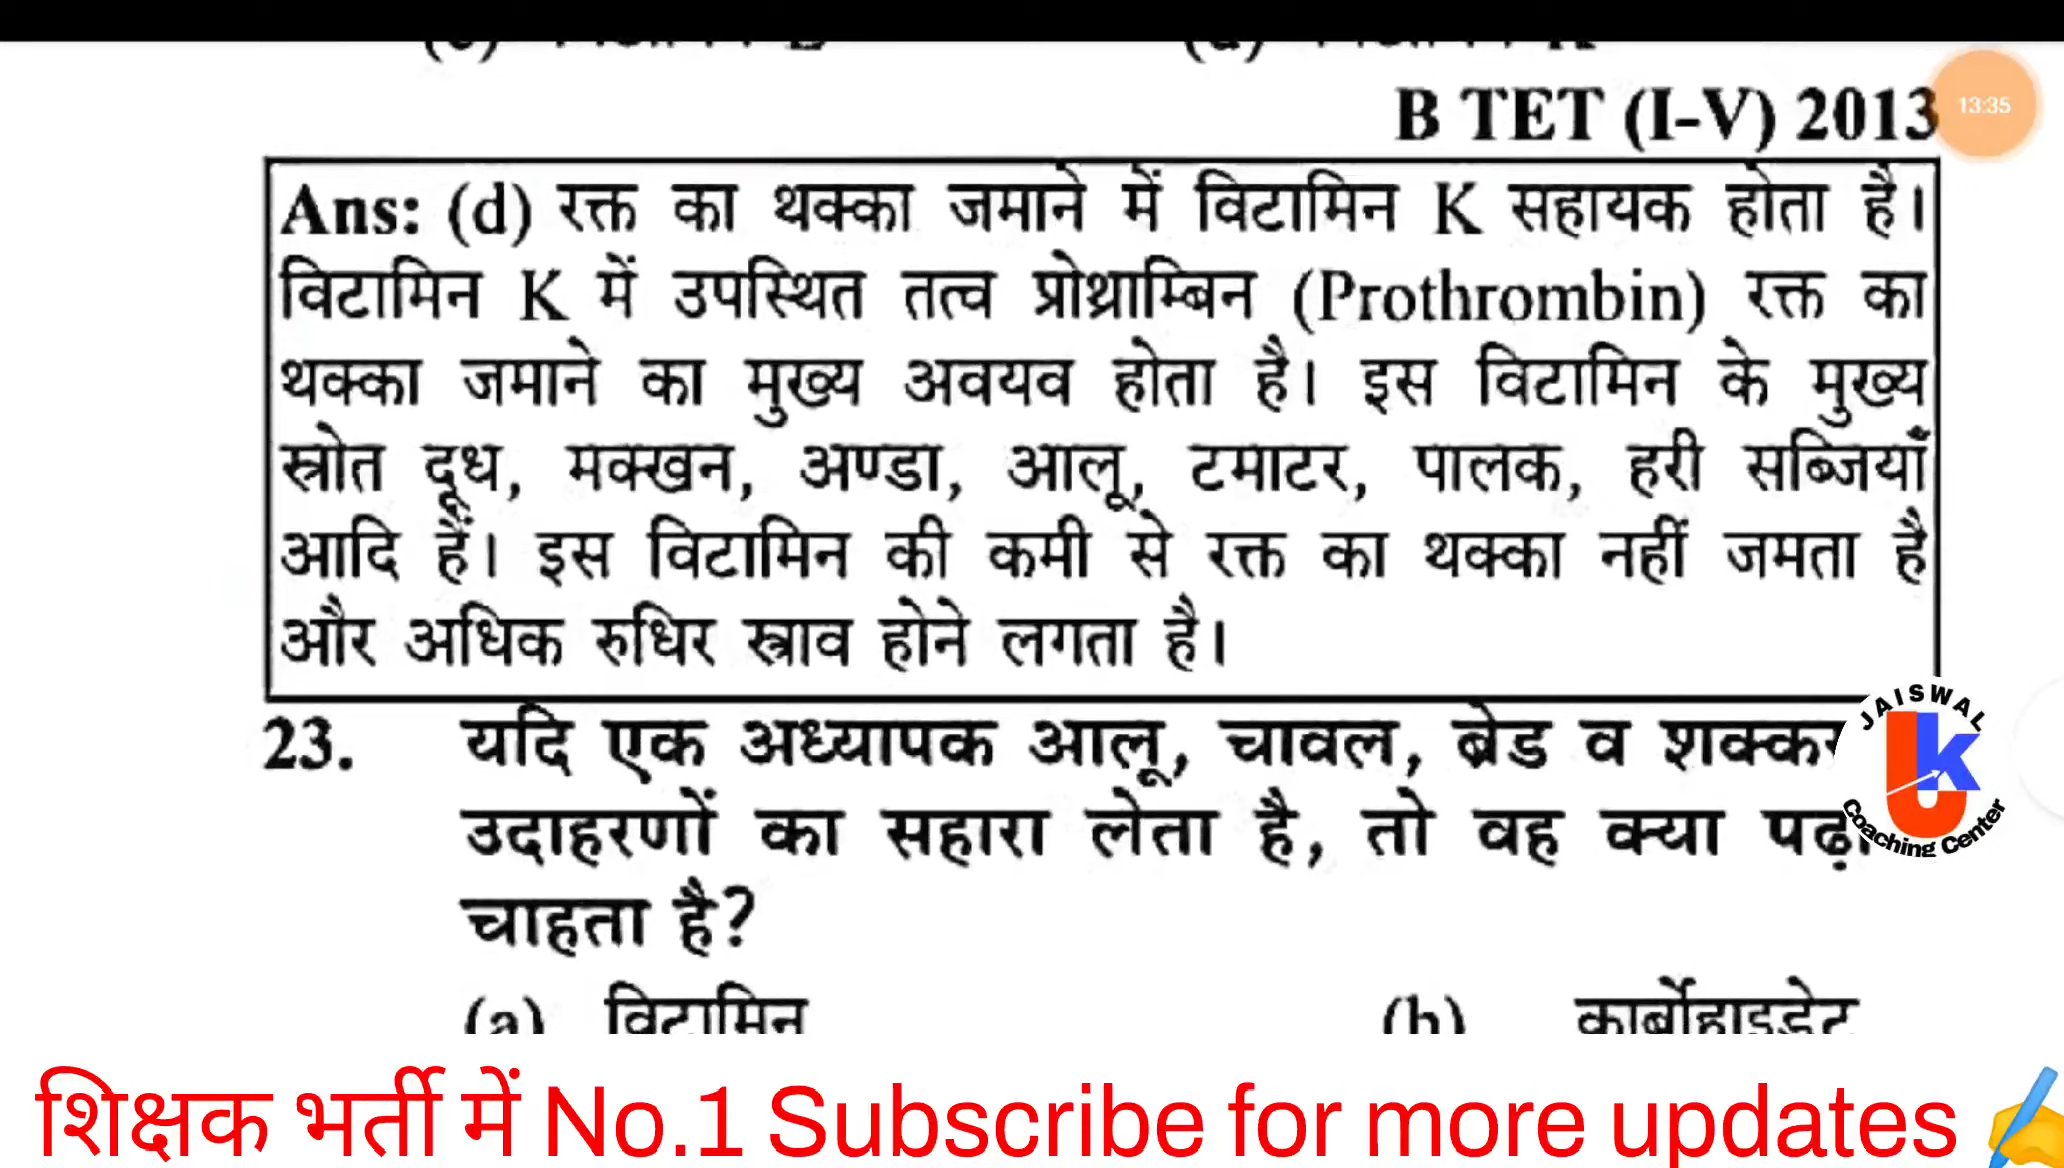 B TET (I-V) 2013
13:35
Ans: (d) रक्त का थक्का जमाने में विटामिन K सहायक होता है।
विटामिन K में उपस्थित तत्व प्रोथ्राम्बिन (Prothrombin) रक्त का
थक्का जमाने का मुख्य अवयव होता है। इस विटामिन के मुख्य
स्त्रोत दूध, मक्खन, अण्डा, आलू, टमाटर, पालक, हरी सब्जियाँ
आदि हैं। इस विटामिन की कमी से रक्त का थक्का नहीं जमता है
और अधिक रुधिर स्त्राव होने लगता है।
23. यदि एक अध्यापक आलू, चावल, ब्रेड व शक्कर
उदाहरणों का सहारा लेता है, तो वह क्या
चाहता है?
(a) विटामिन (b) कार्बोहाइड्रेट
JAISWAL
UK
Coaching Center
शिक्षक भर्ती में No.1 Subscribe for more updates